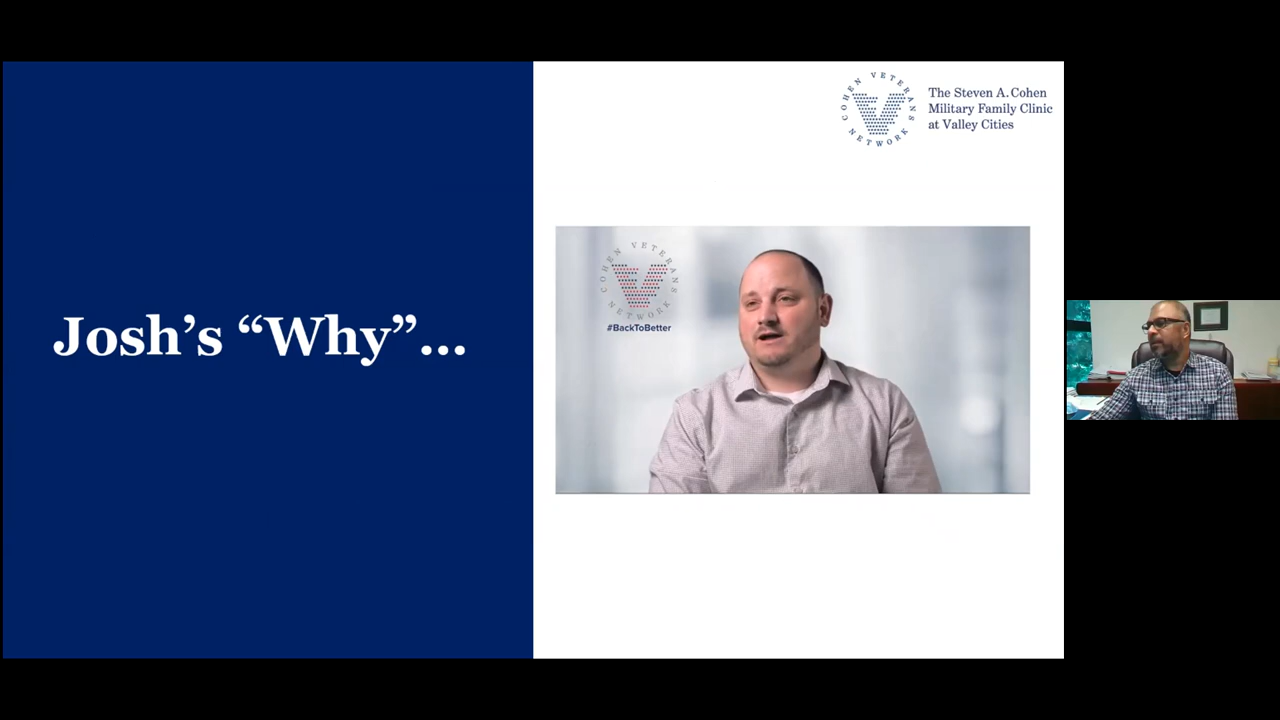 Josh’s “Why”...
COHEN VETERANS NETWORK
The Steven A. Cohen
Military Family Clinic
at Valley Cities
COHEN VETERANS NETWORK
#BackToBetter